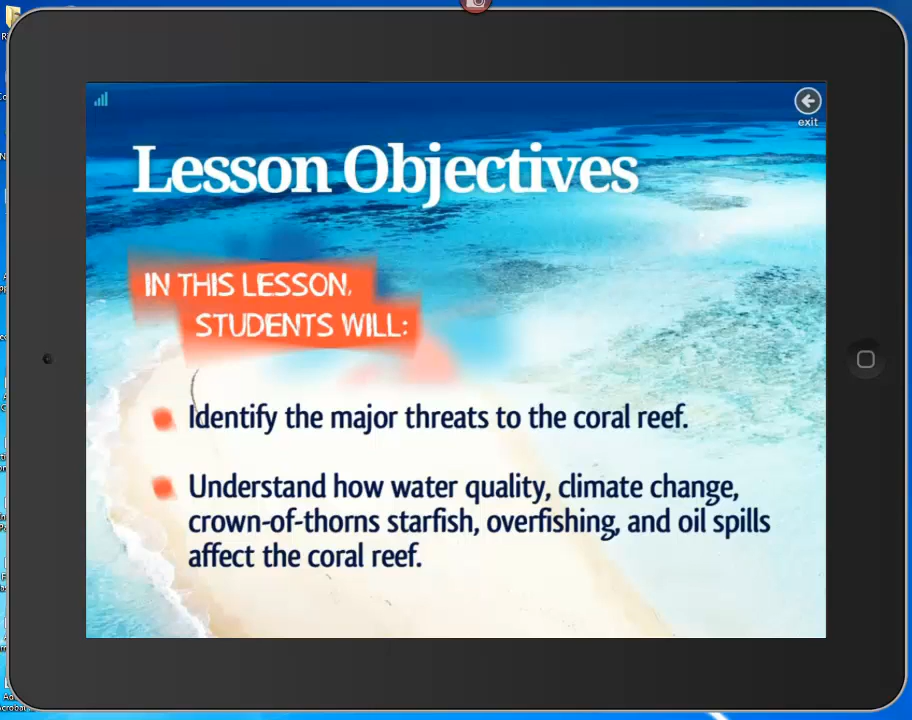 exit
Lesson Objectives
IN THIS LESSON,
STUDENTS WILL:
Identify the major threats to the coral reef.
Understand how water quality, climate change,
crown-of-thorns starfish, overfishing, and oil spills
affect the coral reef.